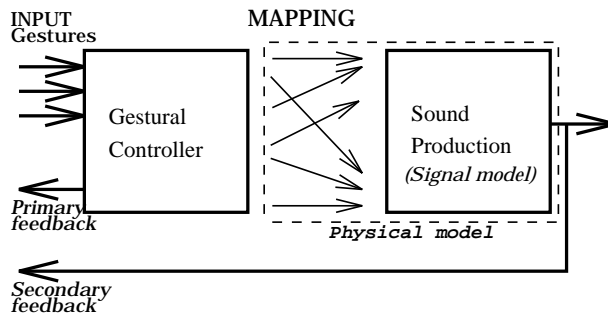 INPUT
Gestures
MAPPING
Gestural
Controller
Sound
Production
(Signal model)
Physical model
Primary
feedback
Secondary
feedback